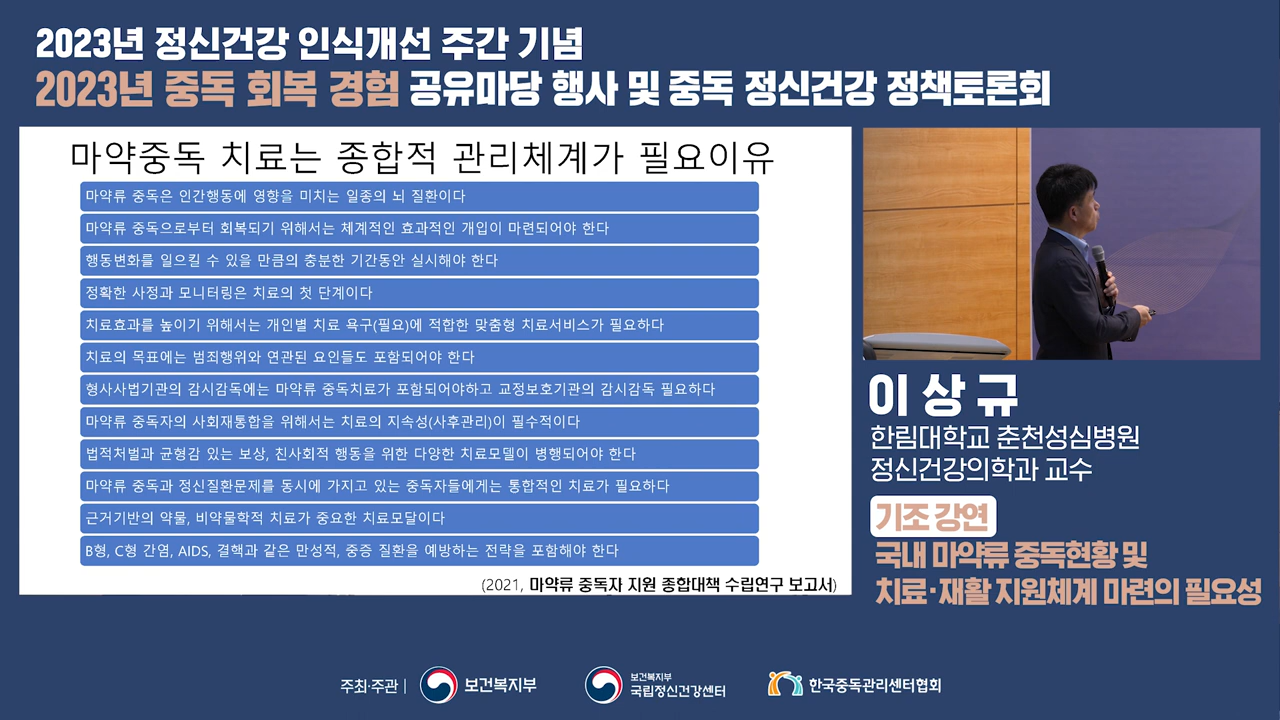 2023년 정신건강 인식개선 주간 기념
2023년 중독 회복 경험 공유마당 행사 및 중독 정신건강 정책토론회
마약중독 치료는 종합적 관리체계가 필요이유
마약류 중독은 인간행동에 영향을 미치는 일종의 뇌 질환이다
마약류 중독으로부터 회복되기 위해서는 체계적인 효과적인 개입이 마련되어야 한다
행동변화를 일으킬 수 있을 만큼의 충분한 기간동안 실시해야 한다
정확한 사정과 모니터링은 치료의 첫 단계이다
치료효과를 높이기 위해서는 개인별 치료 욕구(필요)에 적합한 맞춤형 치료서비스가 필요하다
치료의 목표에는 범죄행위와 연관된 요인들도 포함되어야 한다
형사사법기관의 감시감독에는 마약류 중독치료가 포함되어야하고 교정보호기관의 감시감독 필요하다
마약류 중독자의 사회재통합을 위해서는 치료의 지속성(사후관리)이 필수적이다
법적처벌과 균형감 있는 보상, 친사회적 행동을 위한 다양한 치료모델이 병행되어야 한다
마약류 중독과 정신질환문제를 동시에 가지고 있는 중독자들에게는 통합적인 치료가 필요하다
근거기반의 약물, 비약물학적 치료가 중요한 치료모달이다
B형, C형 간염, AIDS, 결핵과 같은 만성적, 중증 질환을 예방하는 전략을 포함해야 한다
(2021, 마약류 중독자 지원 종합대책 수립연구 보고서)
이상규
한림대학교 춘천성심병원
정신건강의학과 교수
기조 강연
국내 마약류 중독현황 및
치료·재활 지원체계 마련의 필요성
주최·주관 | 보건복지부 보건복지부 국립정신건강센터 한국중독관리센터협회